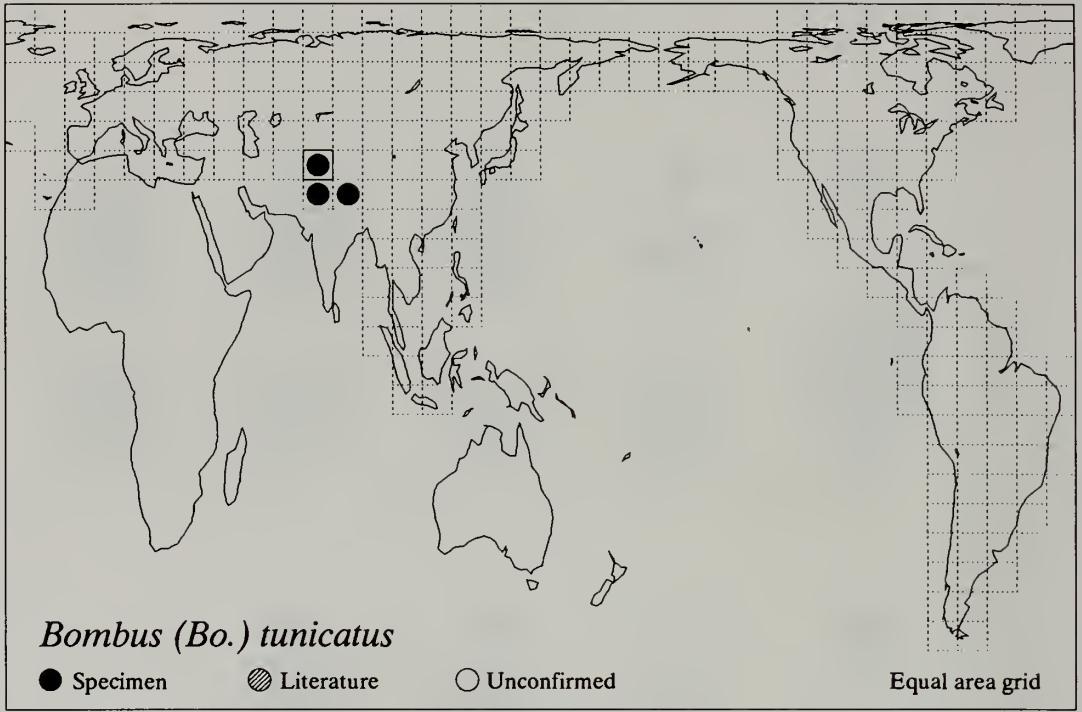 Bombus (Bo.) tunicatus
Specimen Literature Unconfirmed Equal area grid